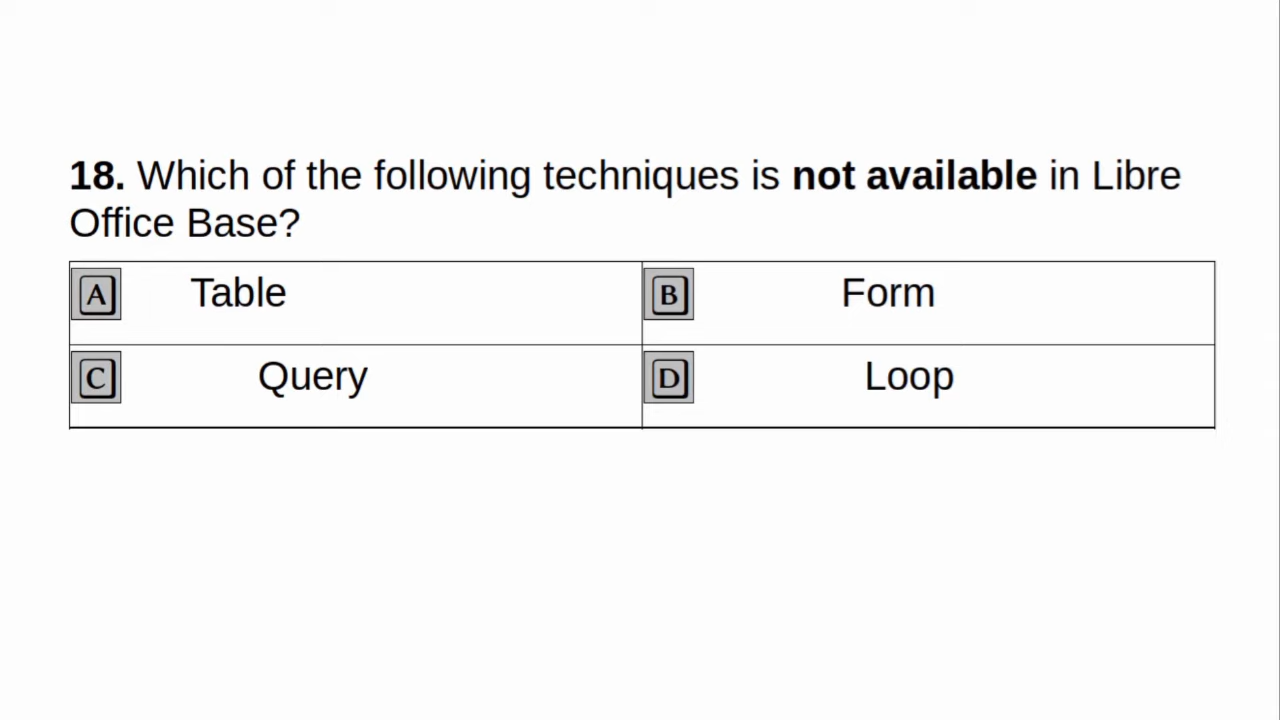 18. Which of the following techniques is not available in Libre
Office Base?
A Table
B Form
C Query
D Loop